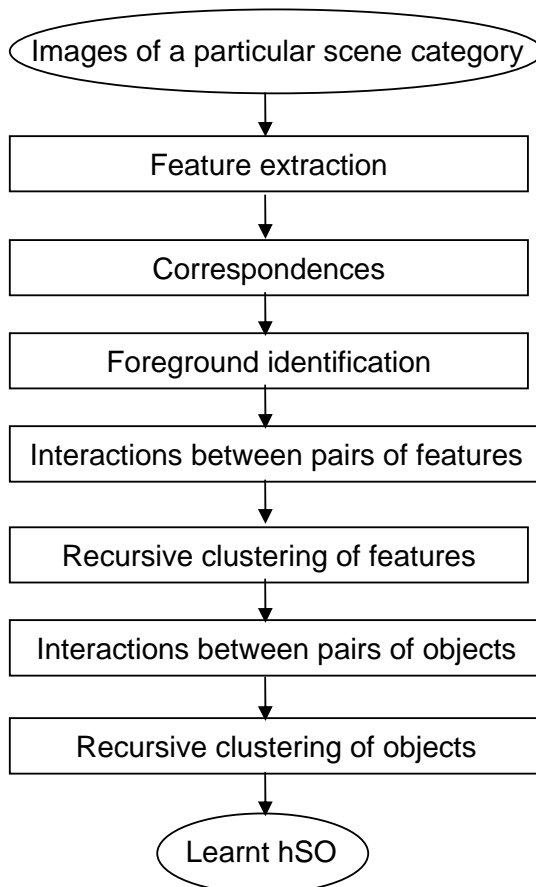 Images of a particular scene category
Feature extraction
Correspondences
Foreground identification
Interactions between pairs of features
Recursive clustering of features
Interactions between pairs of objects
Recursive clustering of objects
Learnt hSO